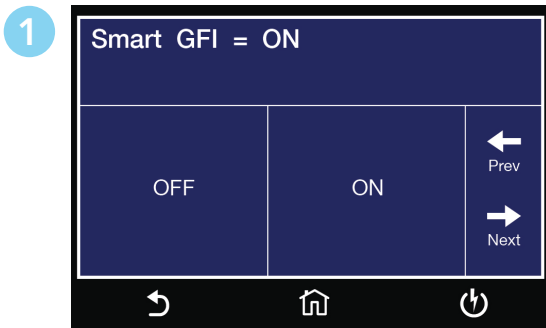 1
Smart GFI = ON
OFF
ON
Prev
Next